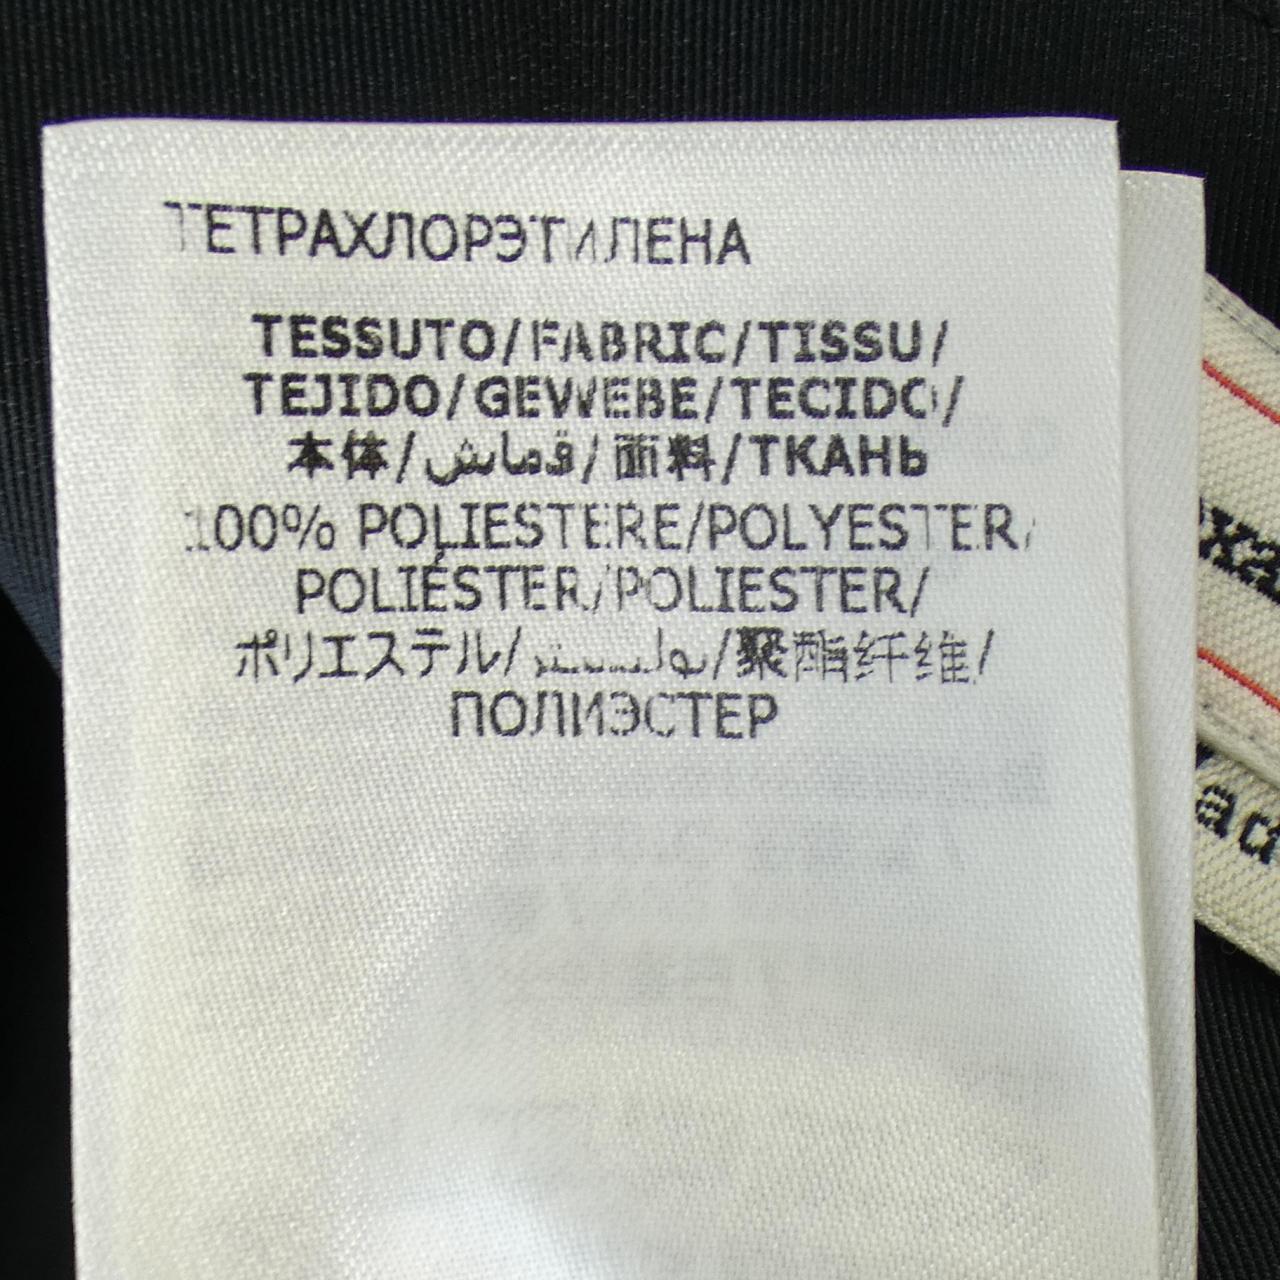 ТЕТРАХЛОРЭТИЛЕНА
TESSUTO/FABRIC/TISSU/
TEJIDO/GEWEBE/TECIDO/
本体/قماش/面料/ТКАНЬ
100% POLIESTERE/POLYESTER/
POLIÉSTER/POLIESTER/
ポリエステル/بوليستر/聚酯纤维/
ПОЛИЭСТЕР